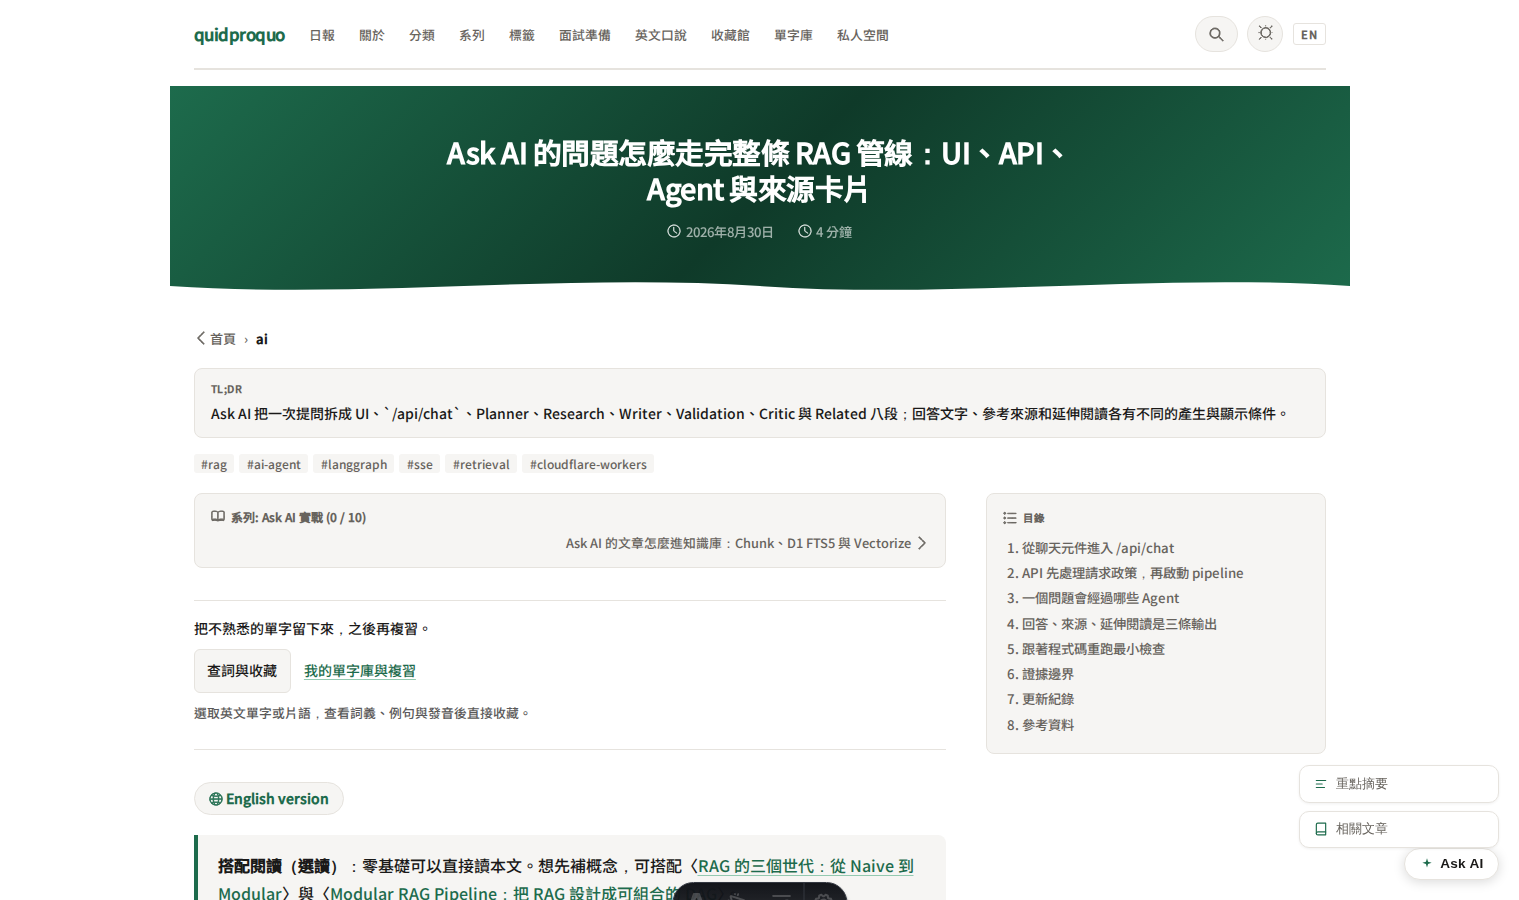 quidproquo 日報 關於 分類 系列 標籤 面試準備 英文口說 收藏館 單字庫 私人空間 EN
Ask AI 的問題怎麼走完整條 RAG 管線：UI、API、
Agent 與來源卡片
2026年8月30日 4 分鐘
首頁 › ai
TL;DR
Ask AI 把一次提問拆成 UI、`/api/chat`、Planner、Research、Writer、Validation、Critic 與 Related 八段；回答文字、參考來源和延伸閱讀各有不同的產生與顯示條件。
#rag #ai-agent #langgraph #sse #retrieval #cloudflare-workers
系列: Ask AI 實戰 (0 / 10)
Ask AI 的文章怎麼進知識庫：Chunk、D1 FTS5 與 Vectorize
目錄
1. 從聊天元件進入 /api/chat
2. API 先處理請求政策，再啟動 pipeline
3. 一個問題會經過哪些 Agent
4. 回答、來源、延伸閱讀是三條輸出
5. 跟著程式碼重跑最小檢查
6. 證據邊界
7. 更新紀錄
8. 參考資料
把不熟悉的單字留下來，之後再複習。
查詞與收藏 我的單字庫與複習
選取英文單字或片語，查看詞義、例句與發音後直接收藏。
English version
搭配閱讀（選讀）：零基礎可以直接讀本文。想先補概念，可搭配〈RAG 的三個世代：從 Naive 到
Modular〉與〈Modular RAG Pipeline：把 RAG 設計成可組合的
重點摘要
相關文章
Ask AI